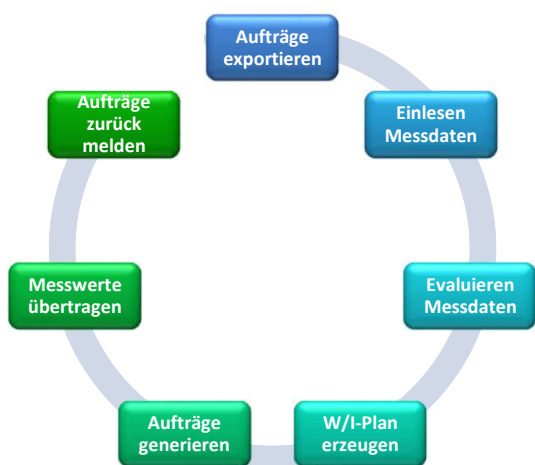 Aufträge
exportieren
Einlesen
Messdaten
Evaluieren
Messdaten
W/I-Plan
erzeugen
Aufträge
generieren
Messwerte
übertragen
Aufträge
zurück
melden